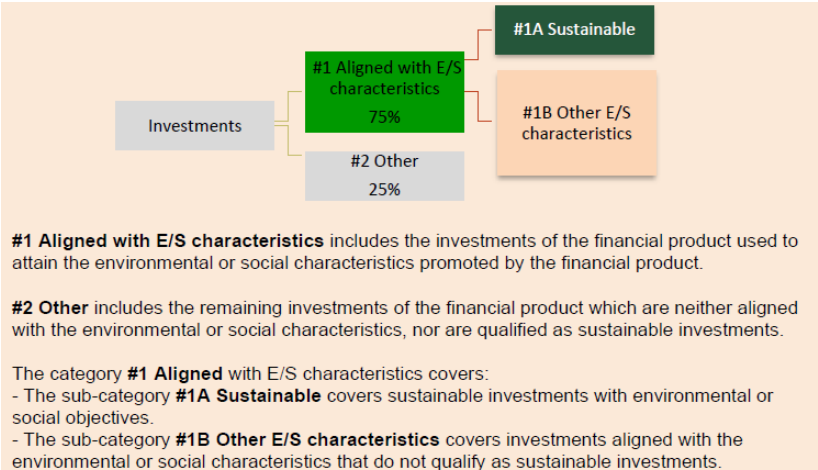 #1A Sustainable
#1 Aligned with E/S
characteristics
75%
Investments
#1B Other E/S
characteristics
#2 Other
25%
#1 Aligned with E/S characteristics includes the investments of the financial product used to
attain the environmental or social characteristics promoted by the financial product.
#2 Other includes the remaining investments of the financial product which are neither aligned
with the environmental or social characteristics, nor are qualified as sustainable investments.
The category #1 Aligned with E/S characteristics covers:
- The sub-category #1A Sustainable covers sustainable investments with environmental or
social objectives.
- The sub-category #1B Other E/S characteristics covers investments aligned with the
environmental or social characteristics that do not qualify as sustainable investments.